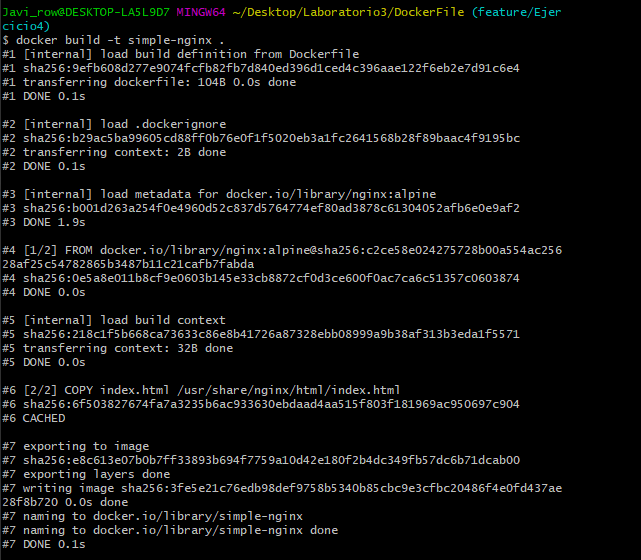 Javi_row@DESKTOP-LA5L9D7 MINGW64 ~/Desktop/Laboratorio3/DockerFile (feature/Ejer
cicio4)
$ docker build -t simple-nginx .
#1 [internal] load build definition from Dockerfile
#1 sha256:9efb608d277e9074fcfb82fb7d840ed396d1ced4c396aae122f6eb2e7d91c6e4
#1 transferring dockerfile: 104B 0.0s done
#1 DONE 0.1s

#2 [internal] load .dockerignore
#2 sha256:b29ac5ba99605cd88ff0b76e0f1f5020eb3a1fc2641568b28f89baac4f9195bc
#2 transferring context: 2B done
#2 DONE 0.1s

#3 [internal] load metadata for docker.io/library/nginx:alpine
#3 sha256:b001d263a254f0e4960d52c837d5764774ef80ad3878c61304052afb6e0e9af2
#3 DONE 1.9s

#4 [1/2] FROM docker.io/library/nginx:alpine@sha256:c2ce58e024275728b00a554ac256
28af25c54782865b3487b11c21cafb7fabda
#4 sha256:0e5a8e011b8cf9e0603b145e33cb8872cf0d3ce600f0ac7ca6c51357c0603874
#4 DONE 0.0s

#5 [internal] load build context
#5 sha256:218c1f5b668ca73633c86e8b41726a87328ebb08999a9b38af313b3eda1f5571
#5 transferring context: 32B done
#5 DONE 0.0s

#6 [2/2] COPY index.html /usr/share/nginx/html/index.html
#6 sha256:6f503827674fa7a3235b6ac933630ebdaad4aa515f803f181969ac950697c904
#6 CACHED

#7 exporting to image
#7 sha256:e8c613e07b0b7ff33893b694f7759a10d42e180f2b4dc349fb57dc6b71dcab00
#7 exporting layers done
#7 writing image sha256:3fe5e21c76edb98def9758b5340b85cbc9e3cfbc20486f4e0fd437ae
28f8b720 0.0s done
#7 naming to docker.io/library/simple-nginx
#7 naming to docker.io/library/simple-nginx done
#7 DONE 0.1s